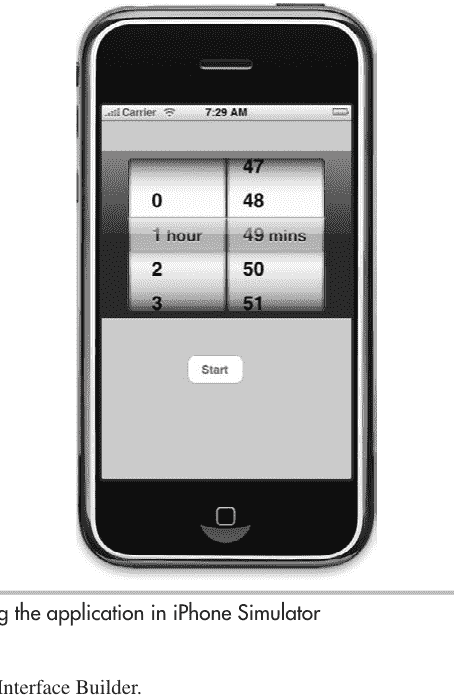 Carrier 7:29 AM
47
0 48
1 hour 49 mins
2 50
3 51
Start
g the application in iPhone Simulator
Interface Builder.